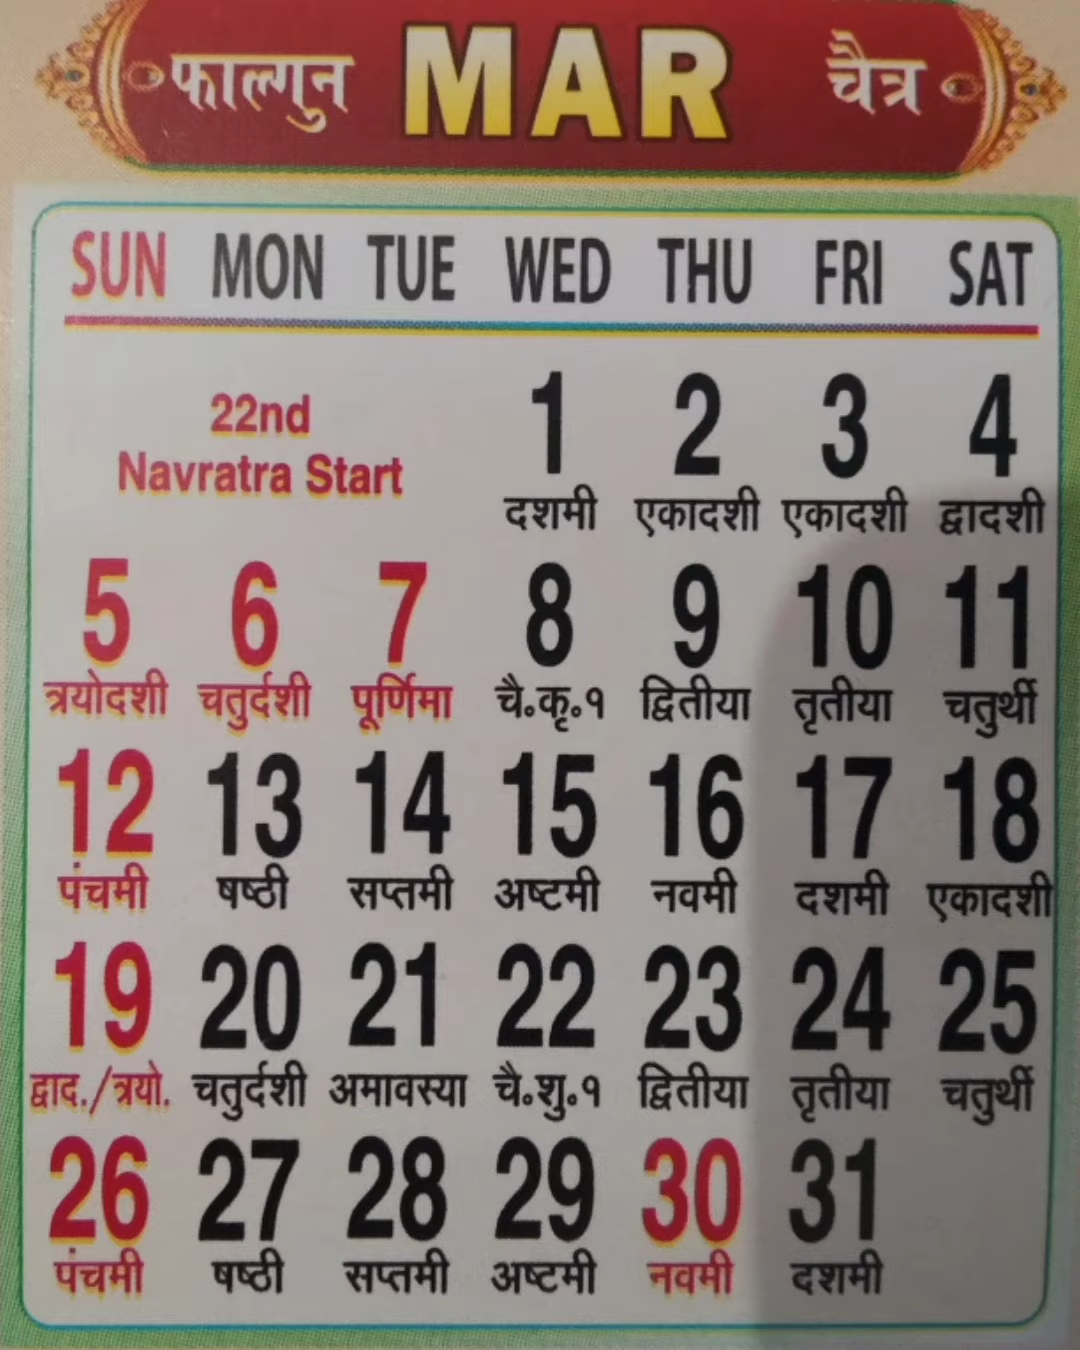 फाल्गुन MAR चैत्र
SUN MON TUE WED THU FRI SAT
22nd
Navratra Start
1 2 3 4
दशमी एकादशी एकादशी द्वादशी
5 6 7 8 9 10 11
त्रयोदशी चतुर्दशी पूर्णिमा चै॰कृ॰१ द्वितीया तृतीया चतुर्थी
12 13 14 15 16 17 18
पंचमी षष्ठी सप्तमी अष्टमी नवमी दशमी एकादशी
19 20 21 22 23 24 25
द्वाद./त्रयो. चतुर्दशी अमावस्या चै॰शु॰१ द्वितीया तृतीया चतुर्थी
26 27 28 29 30 31
पंचमी षष्ठी सप्तमी अष्टमी नवमी दशमी